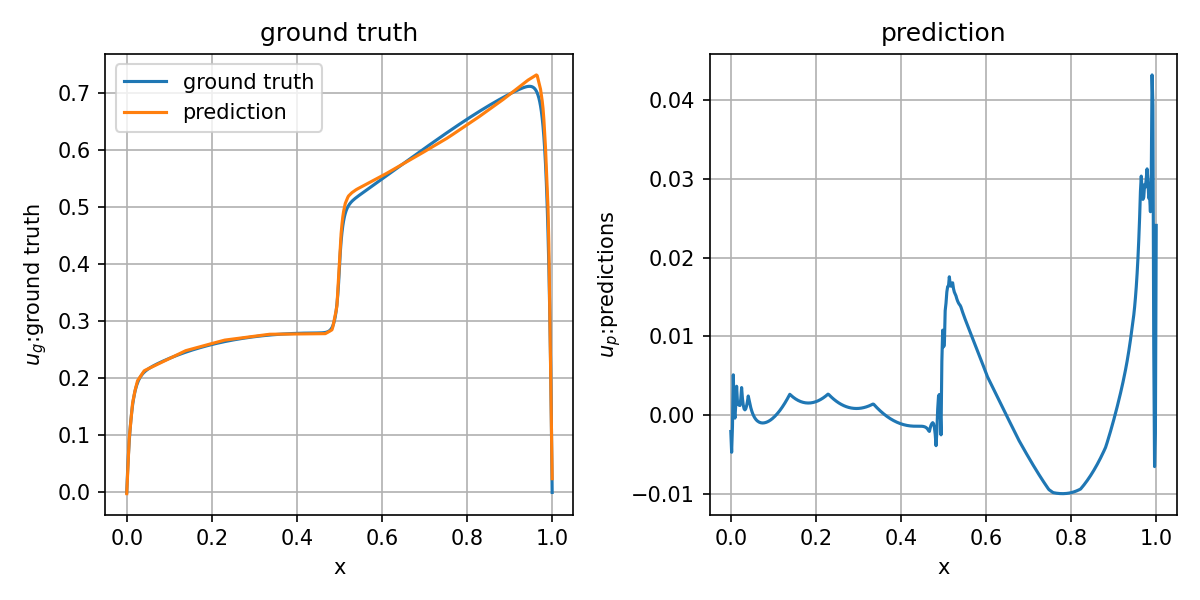 ground truth
ground truth
prediction
0.7
0.6
0.5
0.4
0.3
0.2
0.1
0.0
u_g:ground truth
0.0 0.2 0.4 0.6 0.8 1.0
x
prediction
0.04
0.03
0.02
0.01
0.00
−0.01
u_p:predictions
0.0 0.2 0.4 0.6 0.8 1.0
x